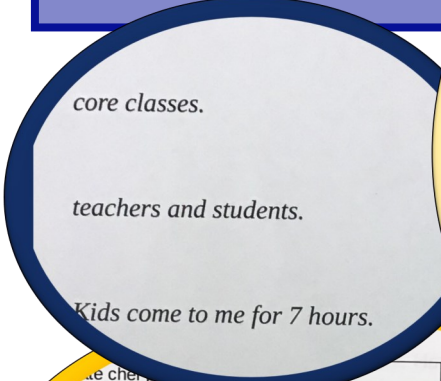 core classes.
teachers and students.
Kids come to me for 7 hours.